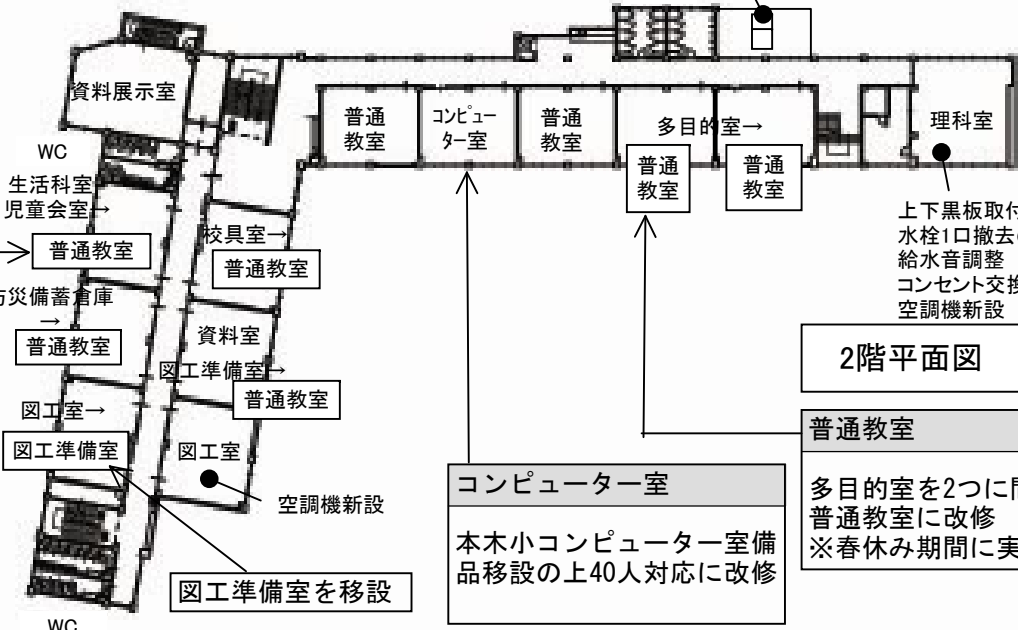 資料展示室
WC
生活科室
児童会室→
普通教室
防災備蓄倉庫
→
普通教室
図工室→
図工準備室
WC
校具室→
普通教室
資料室
図工準備室→
普通教室
図工室
空調機新設
図工準備室を移設
普通
教室
コンピュー
ター室
普通
教室
多目的室→
普通
教室
普通
教室
理科室
上下黒板取付
水栓1口撤去
給水音調整
コンセント交換
空調機新設
2階平面図
コンピューター室
本木小コンピューター室備
品移設の上40人対応に改修
普通教室
多目的室を2つに
普通教室に改修
※春休み期間に実